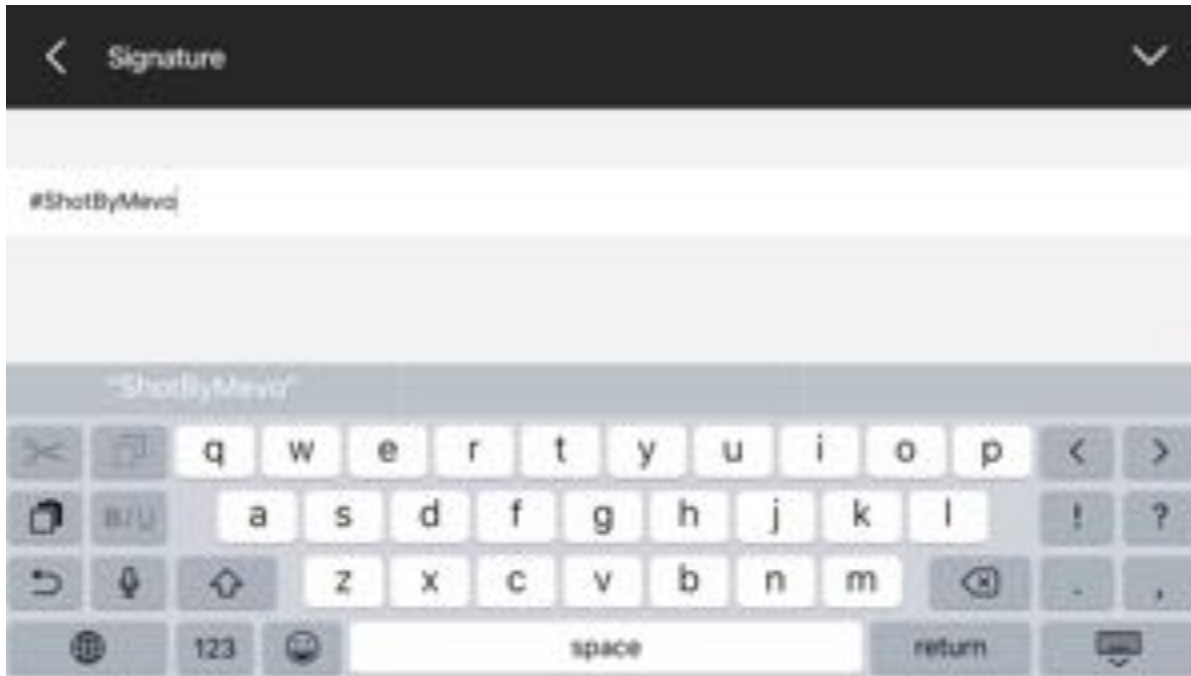 Signature
#ShotByMevo
"ShotByMevo"
q w e r t y u i o p < >
B I U a s d f g h j k l ! ?
z x c v b n m . ,
123 space return